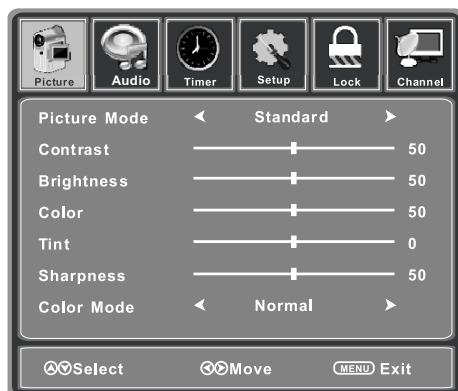 Picture Audio Timer Setup Lock Channel
Picture Mode Standard
Contrast 50
Brightness 50
Color 50
Tint 0
Sharpness 50
Color Mode Normal
Select Move MENU Exit